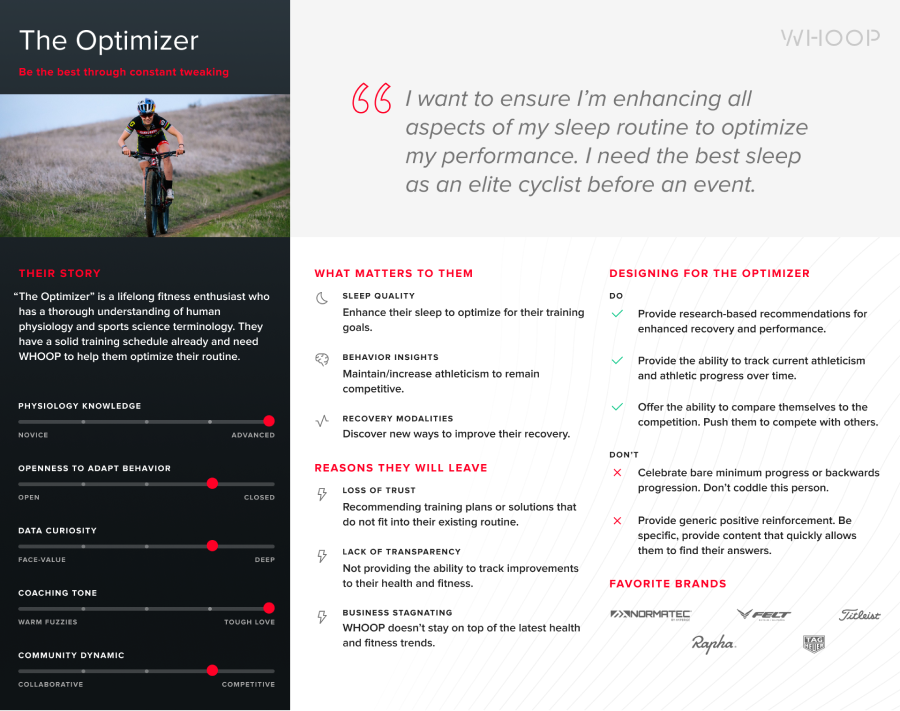 The Optimizer
Be the best through constant tweaking
WHOOP
“ I want to ensure I’m enhancing all
aspects of my sleep routine to optimize
my performance. I need the best sleep
as an elite cyclist before an event.
THEIR STORY
“The Optimizer” is a lifelong fitness enthusiast who
has a thorough understanding of human
physiology and sports science terminology. They
have a solid training schedule already and need
WHOOP to help them optimize their routine.
PHYSIOLOGY KNOWLEDGE
NOVICE ADVANCED
OPENNESS TO ADAPT BEHAVIOR
OPEN CLOSED
DATA CURIOSITY
FACE-VALUE DEEP
COACHING TONE
WARM FUZZIES TOUGH LOVE
COMMUNITY DYNAMIC
COLLABORATIVE COMPETITIVE
WHAT MATTERS TO THEM
SLEEP QUALITY
Enhance their sleep to optimize for their training
goals.
BEHAVIOR INSIGHTS
Maintain/increase athleticism to remain
competitive.
RECOVERY MODALITIES
Discover new ways to improve their recovery.
REASONS THEY WILL LEAVE
LOSS OF TRUST
Recommending training plans or solutions that
do not fit into their existing routine.
LACK OF TRANSPARENCY
Not providing the ability to track improvements
to their health and fitness.
BUSINESS STAGNATING
WHOOP doesn’t stay on top of the latest health
and fitness trends.
DESIGNING FOR THE OPTIMIZER
DO
Provide research-based recommendations for
enhanced recovery and performance.
Provide the ability to track current athleticism
and athletic progress over time.
Offer the ability to compare themselves to the
competition. Push them to compete with others.
DON’T
Celebrate bare minimum progress or backwards
progression. Don’t coddle this person.
Provide generic positive reinforcement. Be
specific, provide content that quickly allows
them to find their answers.
FAVORITE BRANDS
NORMATEC FELT Titleist
Rapha TAG HEUER